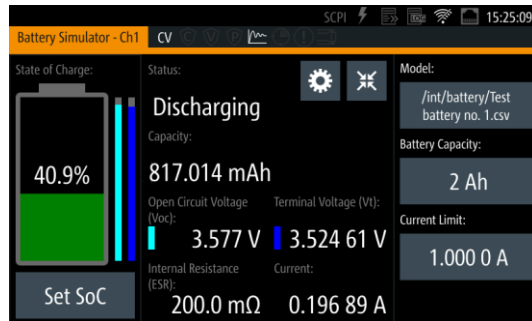 SCPI 15:25:09
Battery Simulator - Ch1 CV
State of Charge:
40.9%
Set SoC
Status:
Discharging
Capacity:
817.014 mAh
Open Circuit Voltage
(Voc):
3.577 V
Terminal Voltage (Vt):
3.524 61 V
Internal Resistance
(ESR):
200.0 mΩ
Current:
0.196 89 A
Model:
/int/battery/Test
battery no. 1.csv
Battery Capacity:
2 Ah
Current Limit:
1.000 0 A